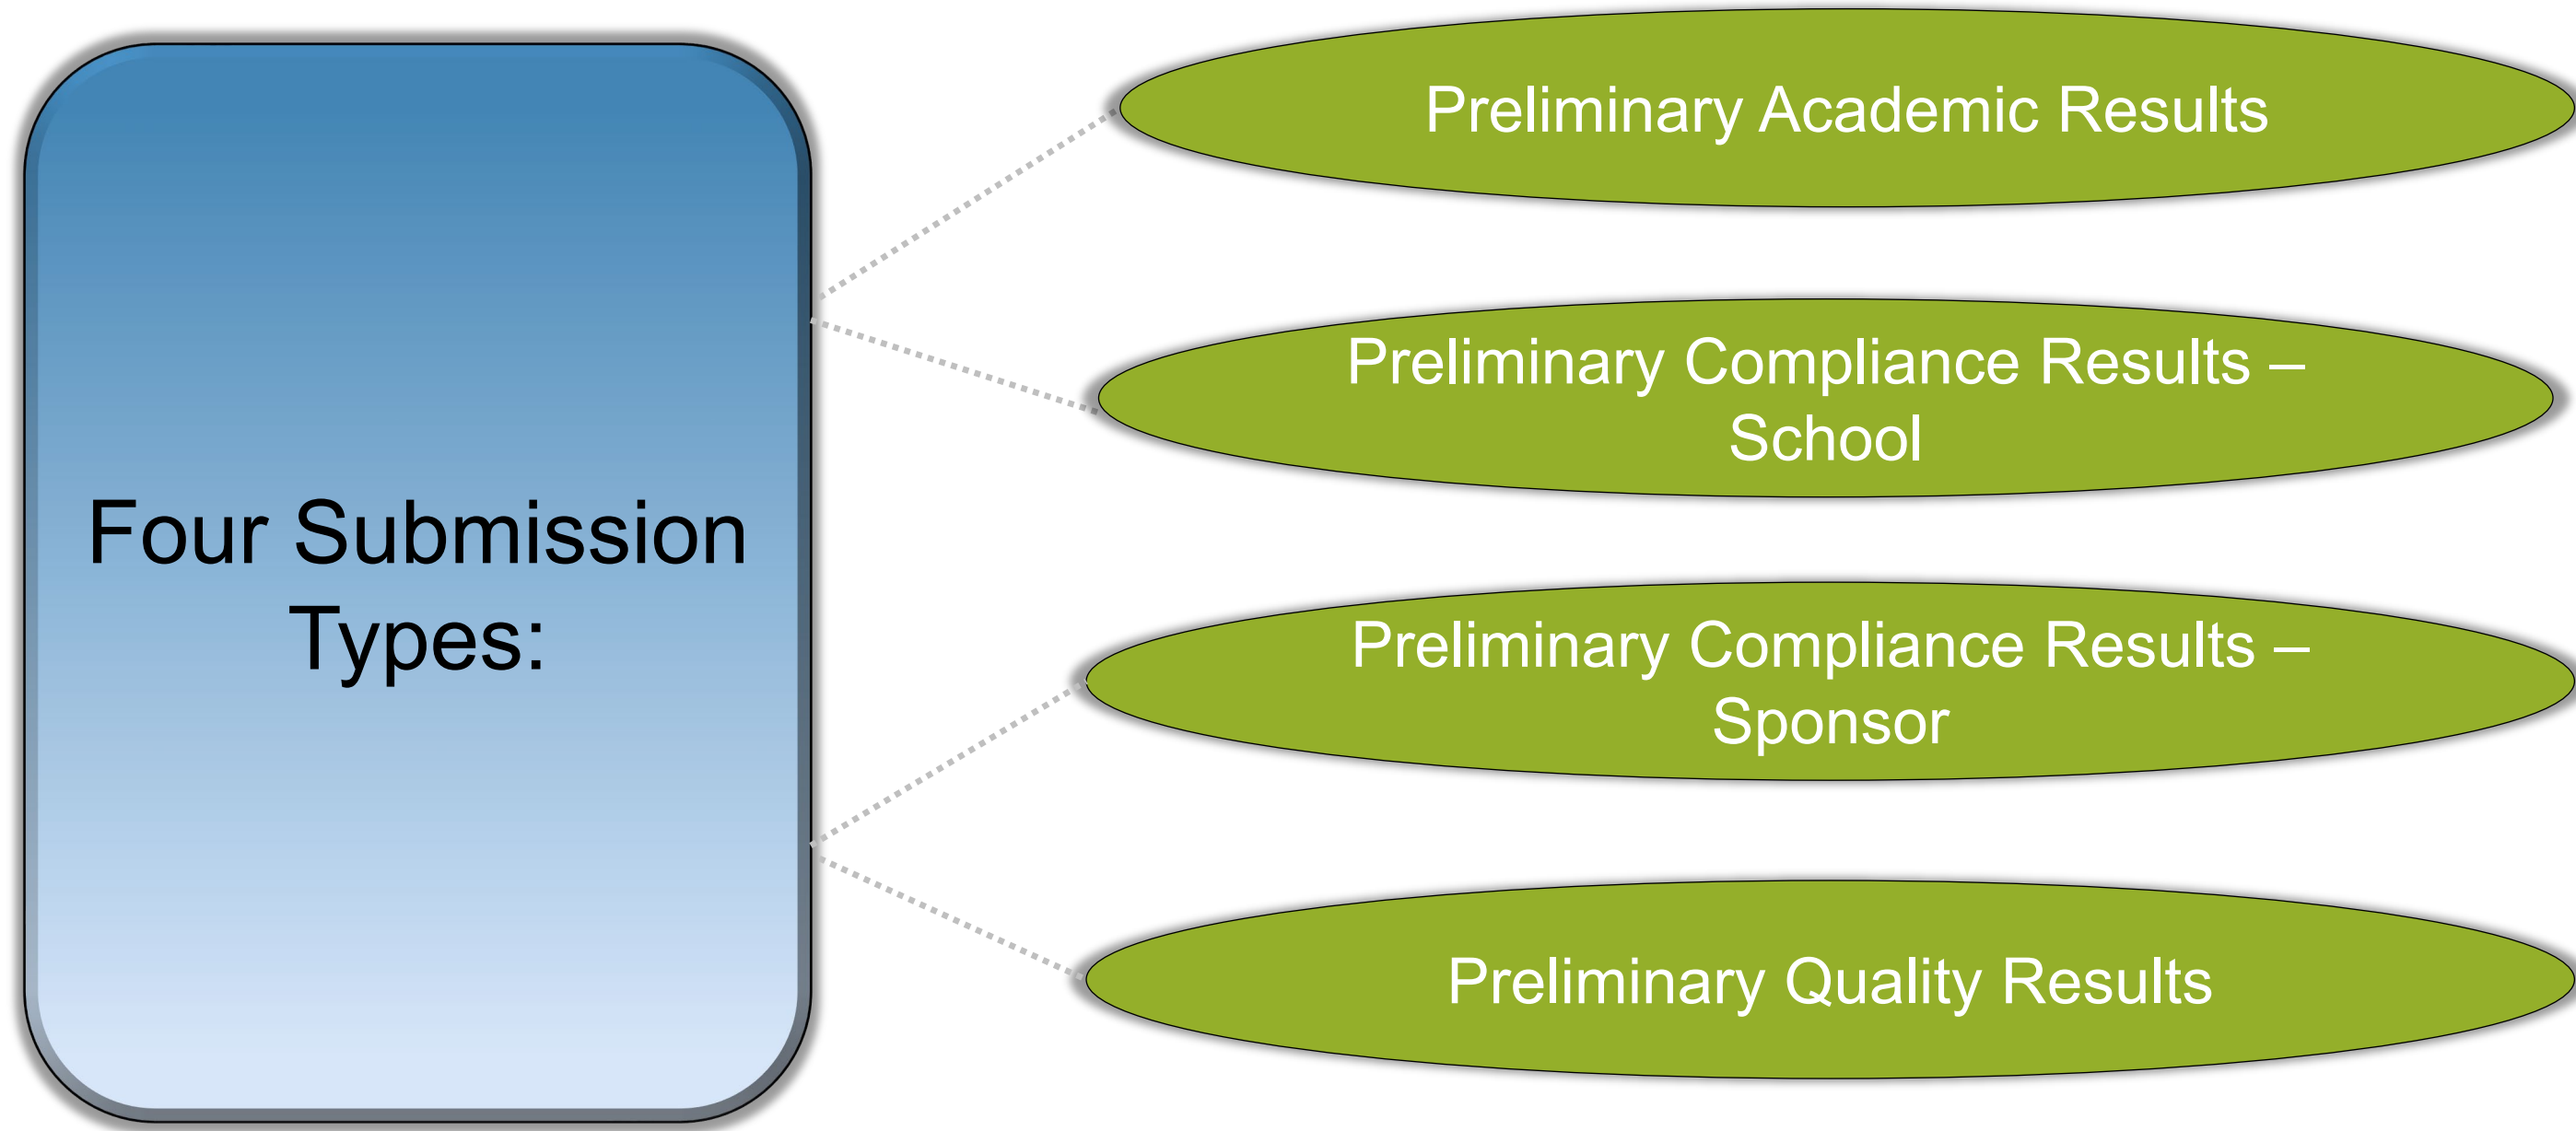 Four Submission
Types:
Preliminary Academic Results
Preliminary Compliance Results –
School
Preliminary Compliance Results –
Sponsor
Preliminary Quality Results